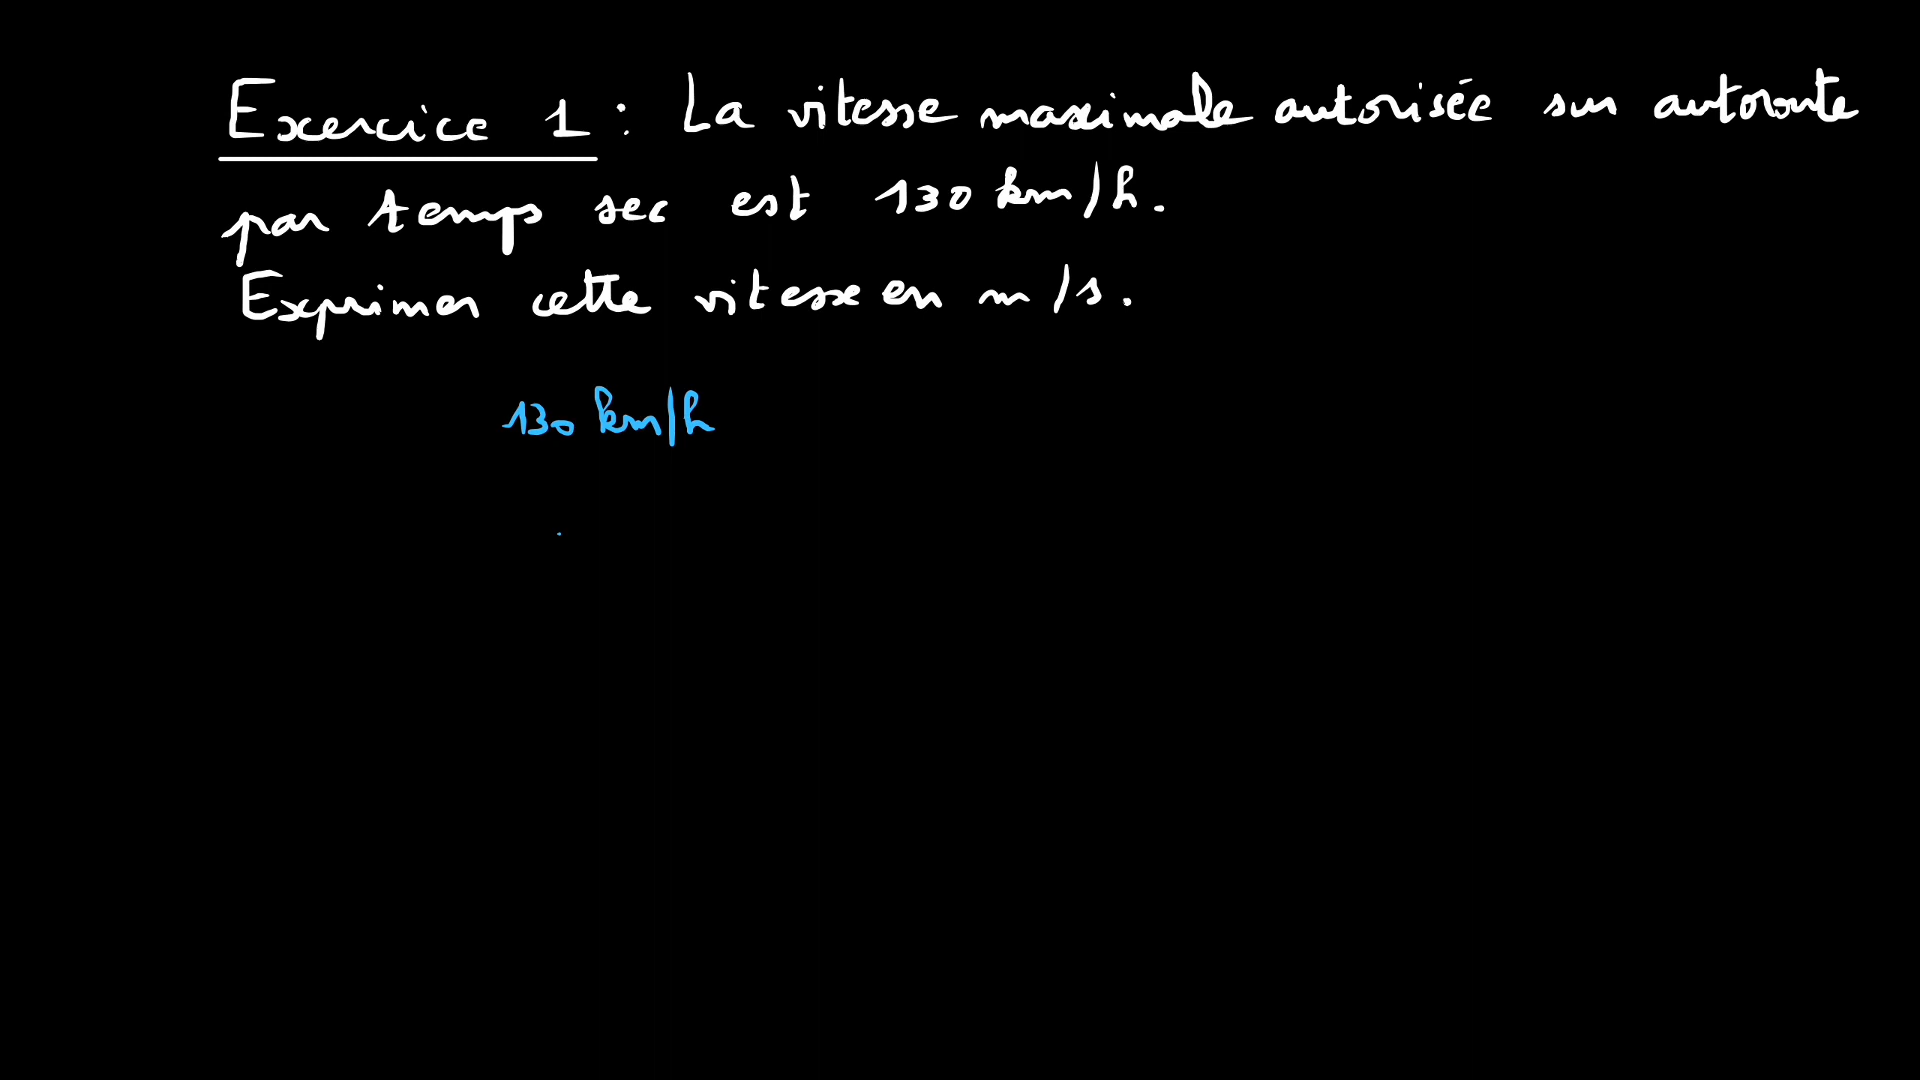 Exercice 1 : La vitesse maximale autorisée sur autoroute
par temps sec est 130 km/h.
Exprimer cette vitesse en m/s.
130 km/h